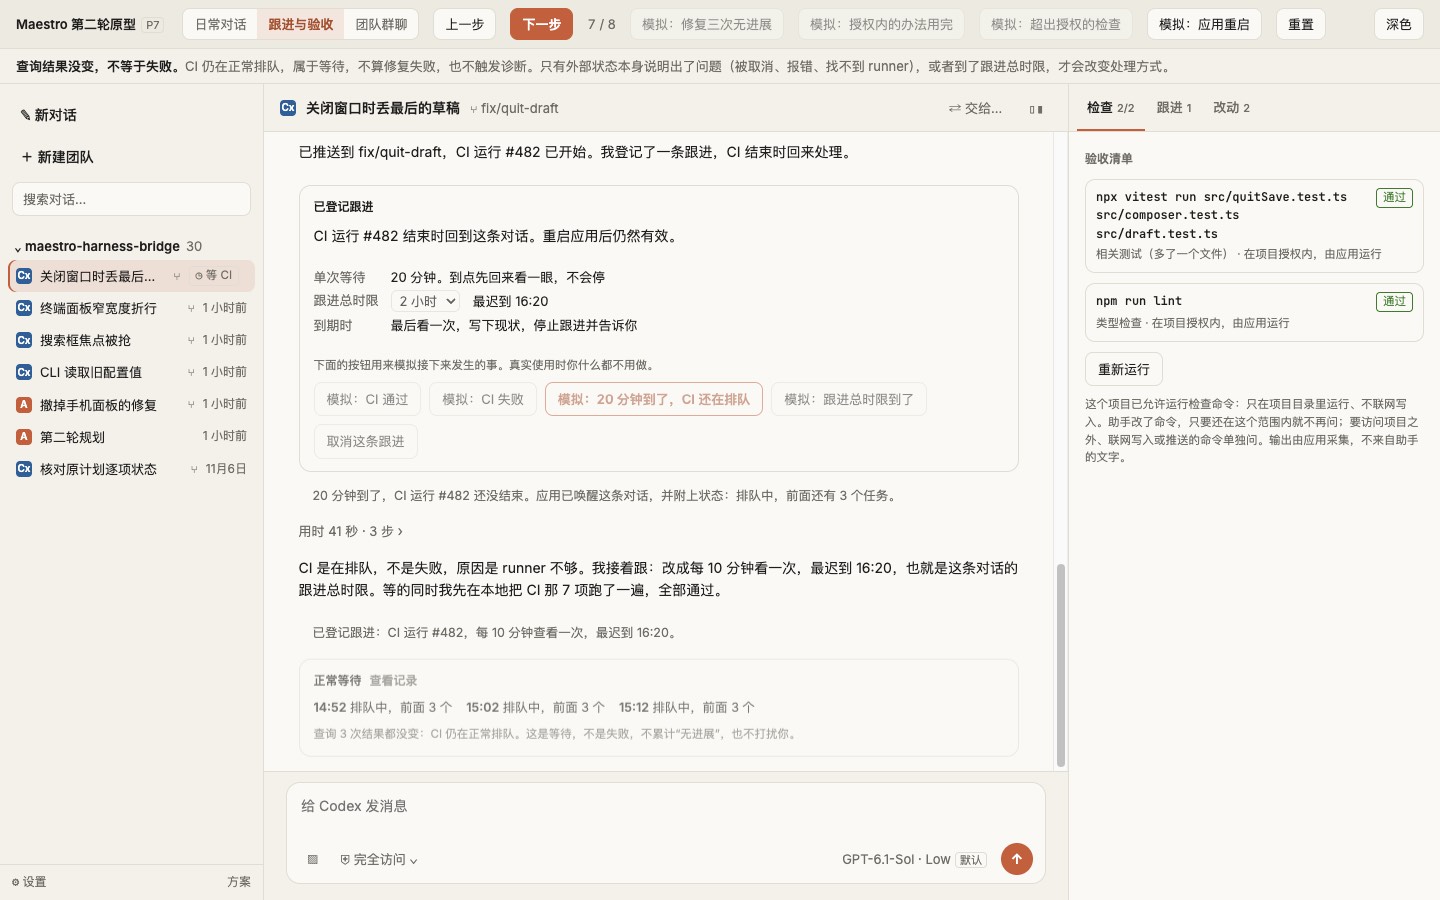 Maestro 第二轮原型 P7 日常对话 跟进与验收 团队群聊 上一步 下一步 7 / 8 模拟：修复三次无进展 模拟：授权内的办法用完 模拟：超出授权的检查 模拟：应用重启 重置 深色
查询结果没变，不等于失败。CI 仍在正常排队，属于等待，不算修复失败，也不触发诊断。只有外部状态本身说明出了问题（被取消、报错、找不到 runner），或者到了跟进总时限，才会改变处理方式。
新对话
新建团队
搜索对话...
maestro-harness-bridge 30
Cx 关闭窗口时丢最后... 等 CI
Cx 终端面板窄宽度折行 1 小时前
Cx 搜索框焦点被抢 1 小时前
Cx CLI 读取旧配置值 1 小时前
A 撤掉手机面板的修复 1 小时前
A 第二轮规划 1 小时前
Cx 核对原计划逐项状态 11月6日
设置 方案
Cx 关闭窗口时丢最后的草稿 fix/quit-draft 交给...
已推送到 fix/quit-draft，CI 运行 #482 已开始。我登记了一条跟进，CI 结束时回来处理。
已登记跟进
CI 运行 #482 结束时回到这条对话。重启应用后仍然有效。
单次等待 20 分钟。到点先回来看一眼，不会停
跟进总时限 2 小时 最迟到 16:20
到期时 最后看一次，写下现状，停止跟进并告诉你
下面的按钮用来模拟接下来发生的事。真实使用时你什么都不用做。
模拟：CI 通过 模拟：CI 失败 模拟：20 分钟到了，CI 还在排队 模拟：跟进总时限到了
取消这条跟进
20 分钟到了，CI 运行 #482 还没结束。应用已唤醒这条对话，并附上状态：排队中，前面还有 3 个任务。
用时 41 秒 · 3 步 ›
CI 是在排队，不是失败，原因是 runner 不够。我接着跟：改成每 10 分钟看一次，最迟到 16:20，也就是这条对话的
跟进总时限。等的同时我先在本地把 CI 那 7 项跑了一遍，全部通过。
已登记跟进：CI 运行 #482，每 10 分钟查看一次，最迟到 16:20。
正常等待 查看记录
14:52 排队中，前面 3 个 15:02 排队中，前面 3 个 15:12 排队中，前面 3 个
查询 3 次结果都没变：CI 仍在正常排队。这是等待，不是失败，不累计“无进展”，也不打扰你。
给 Codex 发消息
完全访问 GPT-6.1-Sol · Low 默认
检查 2/2 跟进 1 改动 2
验收清单
npx vitest run src/quitSave.test.ts 通过
src/composer.test.ts
src/draft.test.ts
相关测试（多了一个文件） · 在项目授权内，由应用运行
npm run lint 通过
类型检查 · 在项目授权内，由应用运行
重新运行
这个项目已允许运行检查命令：只在项目目录里运行、不联网写
入。助手改了命令，只要还在这个范围内就不再问；要访问项目之
外、联网写入或推送的命令单独问。输出由应用采集，不来自助手
的文字。